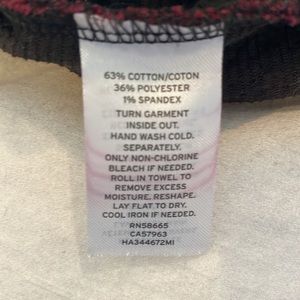 63% COTTON/COTON
36% POLYESTER
1% SPANDEX
TURN GARMENT
INSIDE OUT.
HAND WASH COLD.
SEPARATELY.
ONLY NON-CHLORINE
BLEACH IF NEEDED.
ROLL IN TOWEL TO
REMOVE EXCESS
MOISTURE, RESHAPE.
LAY FLAT TO DRY.
COOL IRON IF NEEDED.
RN58665
CA57963
HA344672MI